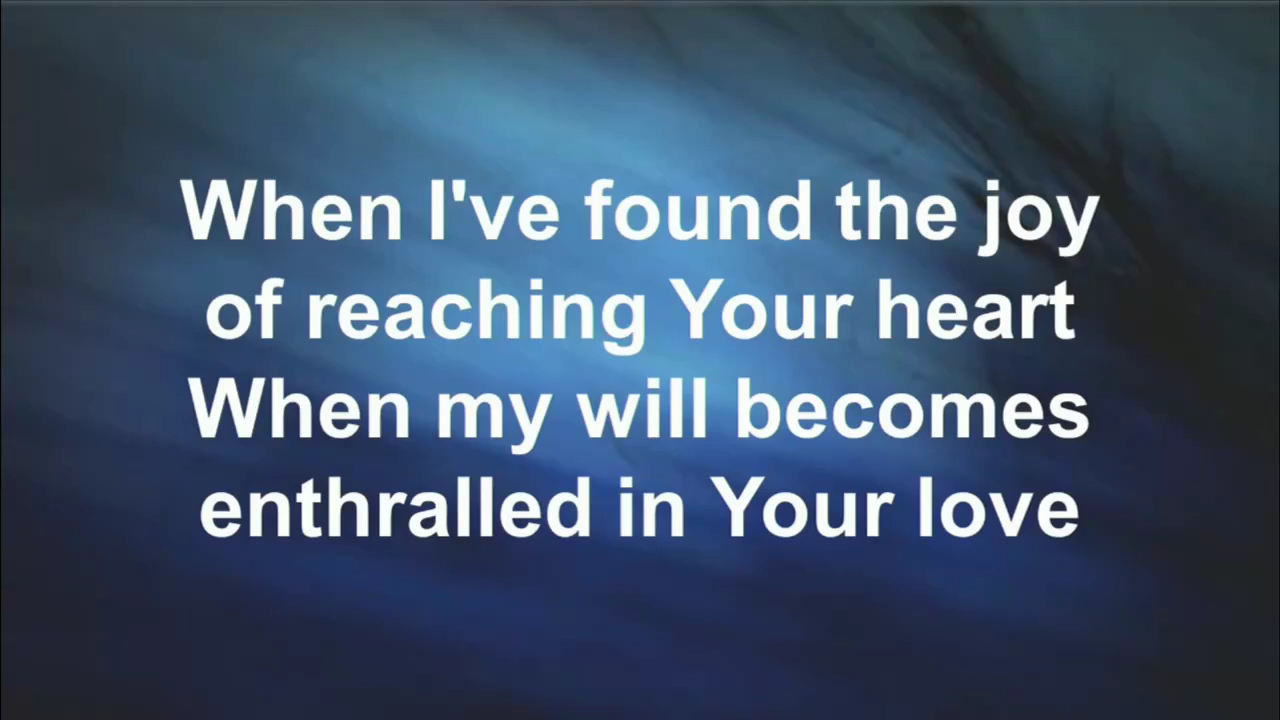 When I've found the joy
of reaching Your heart
When my will becomes
enthralled in Your love